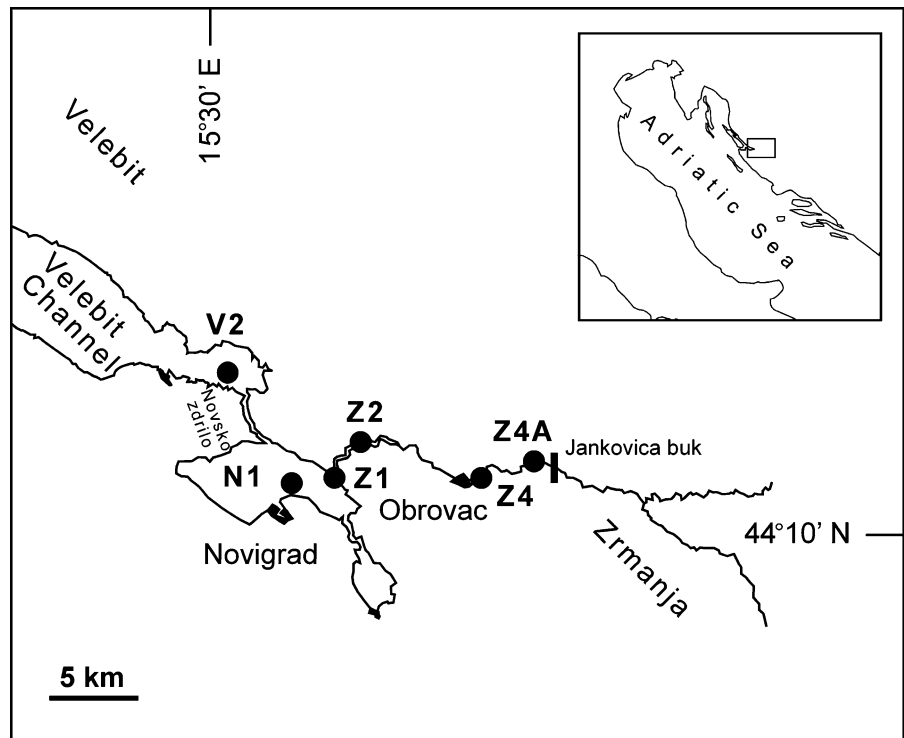 15°30' E
Velebit
Adriatic Sea
Velebit
Channel
V2
Novsko
zdrilo
Z2
Z4A
Jankovica buk
N1
Z1
Z4
Obrovac
44°10' N
Novigrad
Zrmanja
5 km